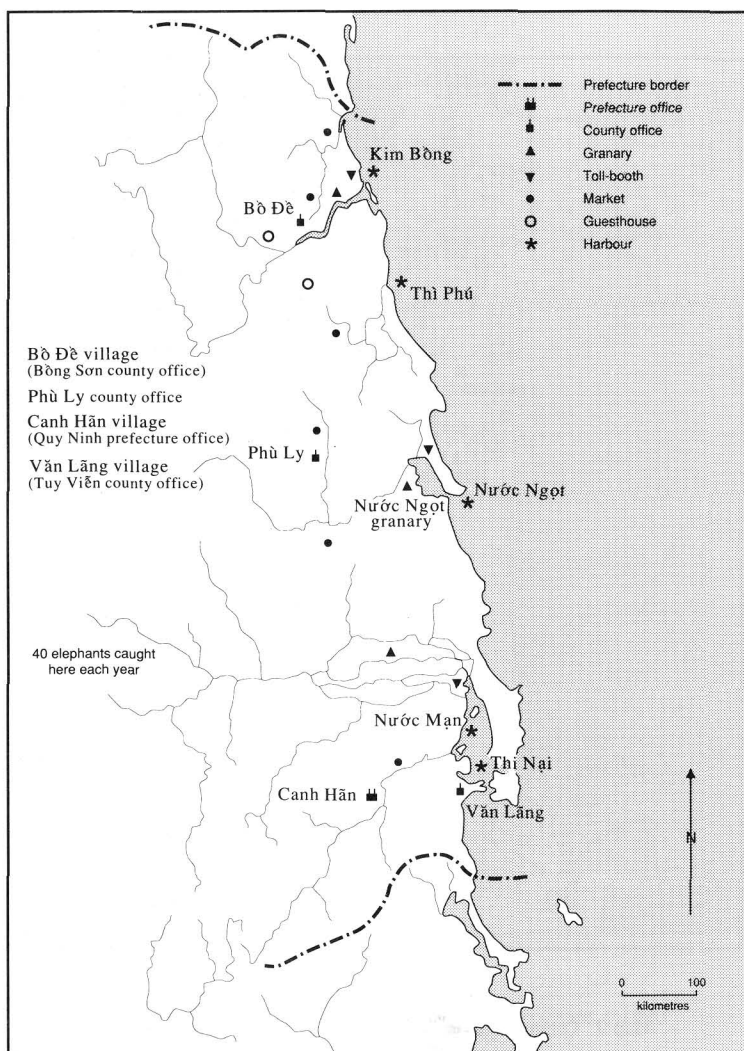 Prefecture border
Prefecture office
County office
Granary
Toll-booth
Market
Guesthouse
Harbour
Kim Bồng
Bồ Đề
Thì Phú
Bồ Đề village
(Bồng Sơn county office)
Phù Ly county office
Canh Hãn village
(Quy Ninh prefecture office)
Văn Lãng village
(Tuy Viễn county office)
Phù Ly
Nước Ngọt
Nước Ngọt
granary
40 elephants caught
here each year
Nước Mạn
Thi Nại
Canh Hãn
Văn Lãng
N
0 100
kilometres